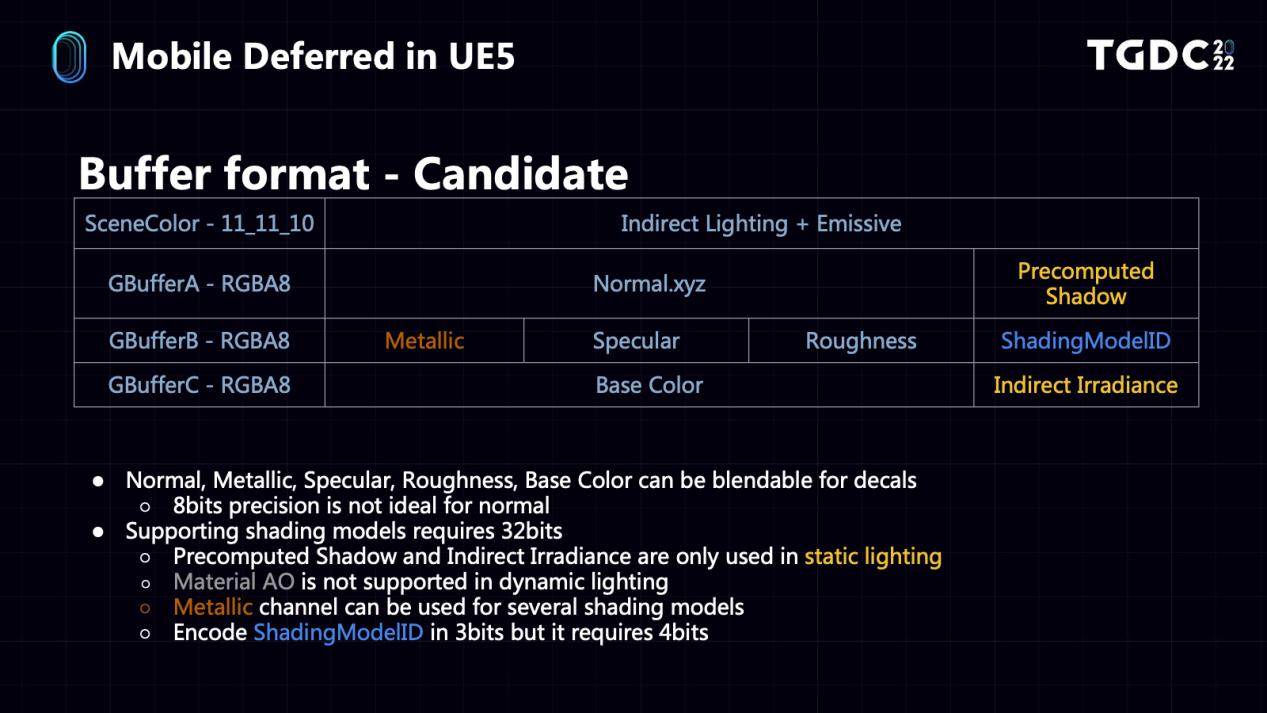 Mobile Deferred in UE5
TGDC 2022
Buffer format - Candidate
SceneColor - 11_11_10 Indirect Lighting + Emissive
GBufferA - RGBA8 Normal.xyz Precomputed Shadow
GBufferB - RGBA8 Metallic Specular Roughness ShadingModelID
GBufferC - RGBA8 Base Color Indirect Irradiance
● Normal, Metallic, Specular, Roughness, Base Color can be blendable for decals
○ 8bits precision is not ideal for normal
● Supporting shading models requires 32bits
○ Precomputed Shadow and Indirect Irradiance are only used in static lighting
○ Material AO is not supported in dynamic lighting
○ Metallic channel can be used for several shading models
○ Encode ShadingModelID in 3bits but it requires 4bits